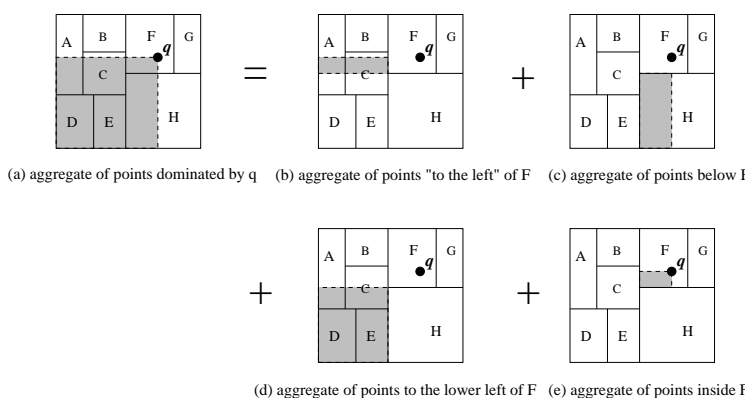 A B F q G
C
D E H
=
A B F q G
C
D E H
+
A B F q G
C
D E H
(a) aggregate of points dominated by q
(b) aggregate of points "to the left" of F
(c) aggregate of points below F
+
A B F q G
C
D E H
+
A B F q G
C
D E H
(d) aggregate of points to the lower left of F
(e) aggregate of points inside F